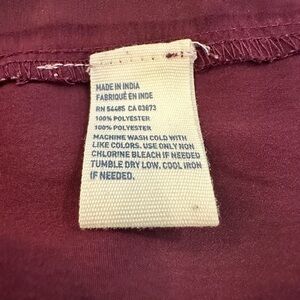 MADE IN INDIA
FABRIQUÉ EN INDE
RN 54485 CA 03673
100% POLYESTER
100% POLYESTER
MACHINE WASH COLD WITH
LIKE COLORS. USE ONLY NON
CHLORINE BLEACH IF NEEDED
TUMBLE DRY LOW. COOL IRON
IF NEEDED.